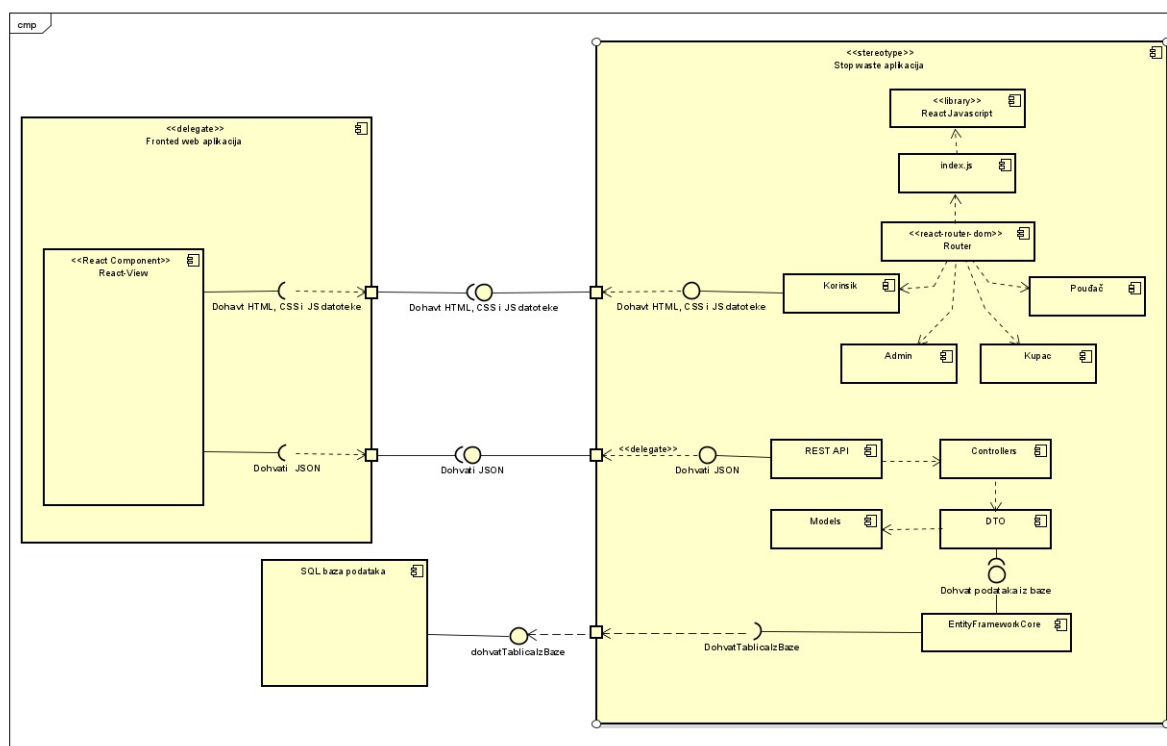 cmp
<<stereotype>>
Stop waste aplikacija
<<library>>
React Javascript
index.js
<<react-router-dom>>
Router
Korinsik
Pouđač
Admin
Kupac
<<delegate>>
Fronted web aplikacija
<<React Component>>
React-View
Dohavt HTML, CSS i JS datoteke
Dohavt HTML, CSS i JS datoteke
Dohavt HTML, CSS i JS datoteke
Dohvati JSON
Dohvati JSON
<<delegate>>
Dohvati JSON
REST API
Controllers
Models
DTO
Dohvat podataka iz baze
EntityFrameworkCore
SQL baza podataka
dohvatTablicaIzBaze
DohvatTablicaIzBaze